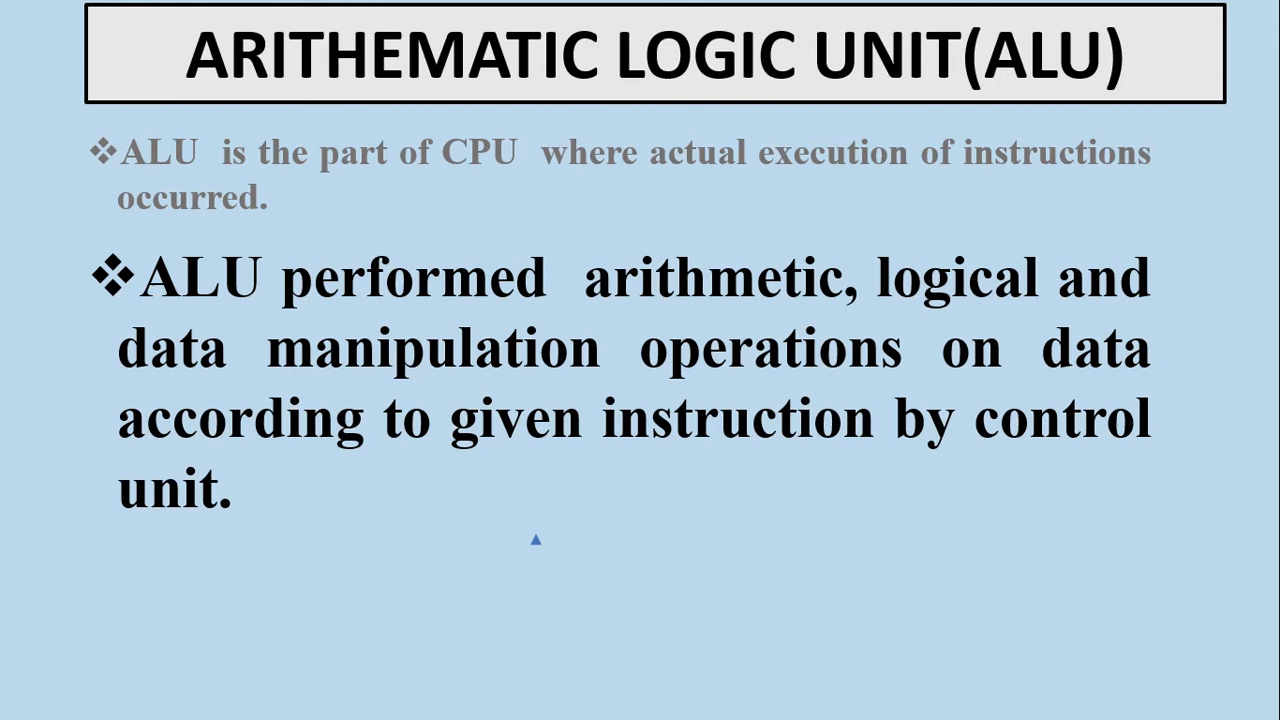 ARITHEMATIC LOGIC UNIT(ALU)
❖ALU is the part of CPU where actual execution of instructions
occurred.
❖ALU performed arithmetic, logical and
data manipulation operations on data
according to given instruction by control
unit.